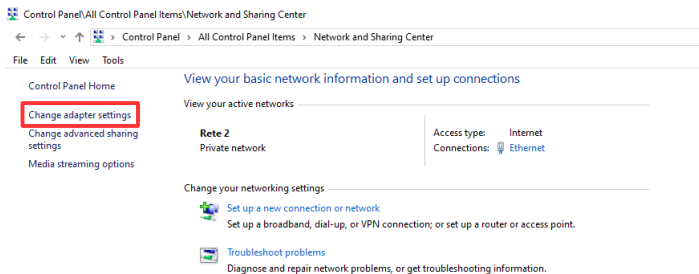 Control Panel\All Control Panel Items\Network and Sharing Center
Control Panel > All Control Panel Items > Network and Sharing Center
File Edit View Tools
Control Panel Home
Change adapter settings
Change advanced sharing
settings
Media streaming options
View your basic network information and set up connections
View your active networks
Rete 2
Private network
Access type: Internet
Connections: Ethernet
Change your networking settings
Set up a new connection or network
Set up a broadband, dial-up, or VPN connection; or set up a router or access point.
Troubleshoot problems
Diagnose and repair network problems, or get troubleshooting information.